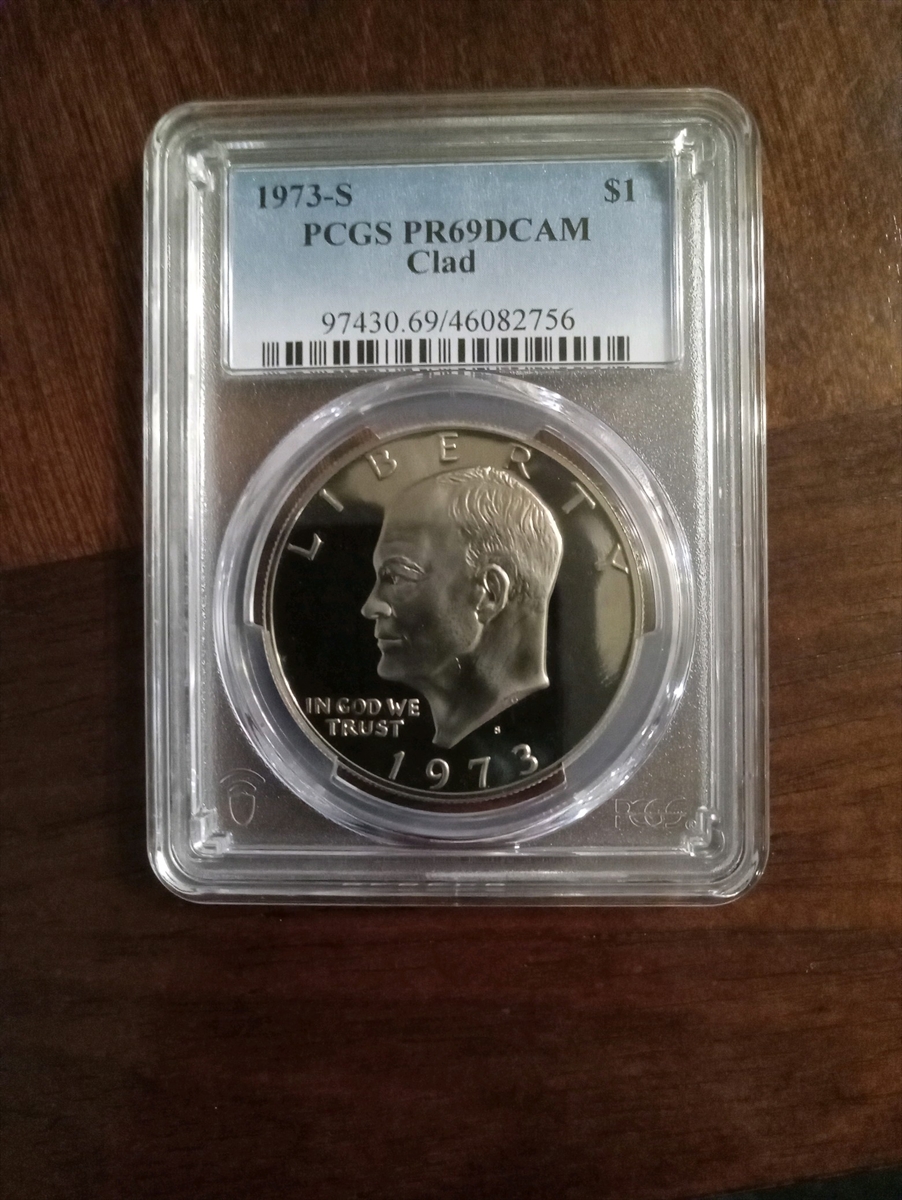 1973-S $1
PCGS PR69DCAM
Clad
97430.69/46082756
LIBERTY
IN GOD WE
TRUST
S
1973
PCGS